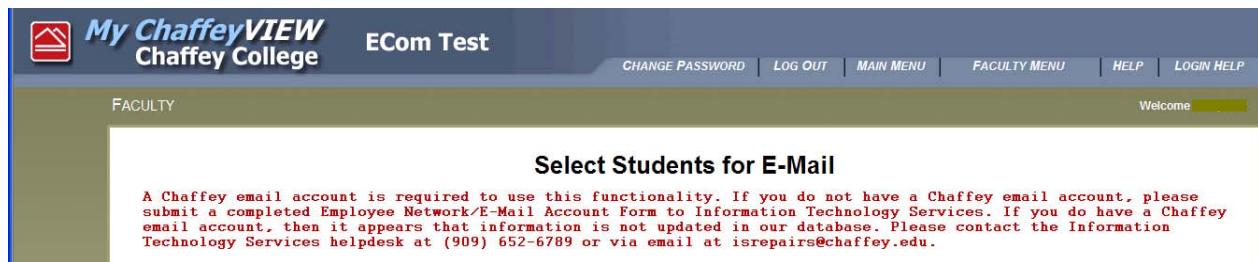 My ChaffeyVIEW
Chaffey College
ECom Test
CHANGE PASSWORD LOG OUT MAIN MENU FACULTY MENU HELP LOGIN HELP
FACULTY
Welcome
Select Students for E-Mail
A Chaffey email account is required to use this functionality. If you do not have a Chaffey email account, please
submit a completed Employee Network/E-Mail Account Form to Information Technology Services. If you do have a Chaffey
email account, then it appears that information is not updated in our database. Please contact the Information
Technology Services helpdesk at (909) 652-6789 or via email at isrepairs@chaffey.edu.